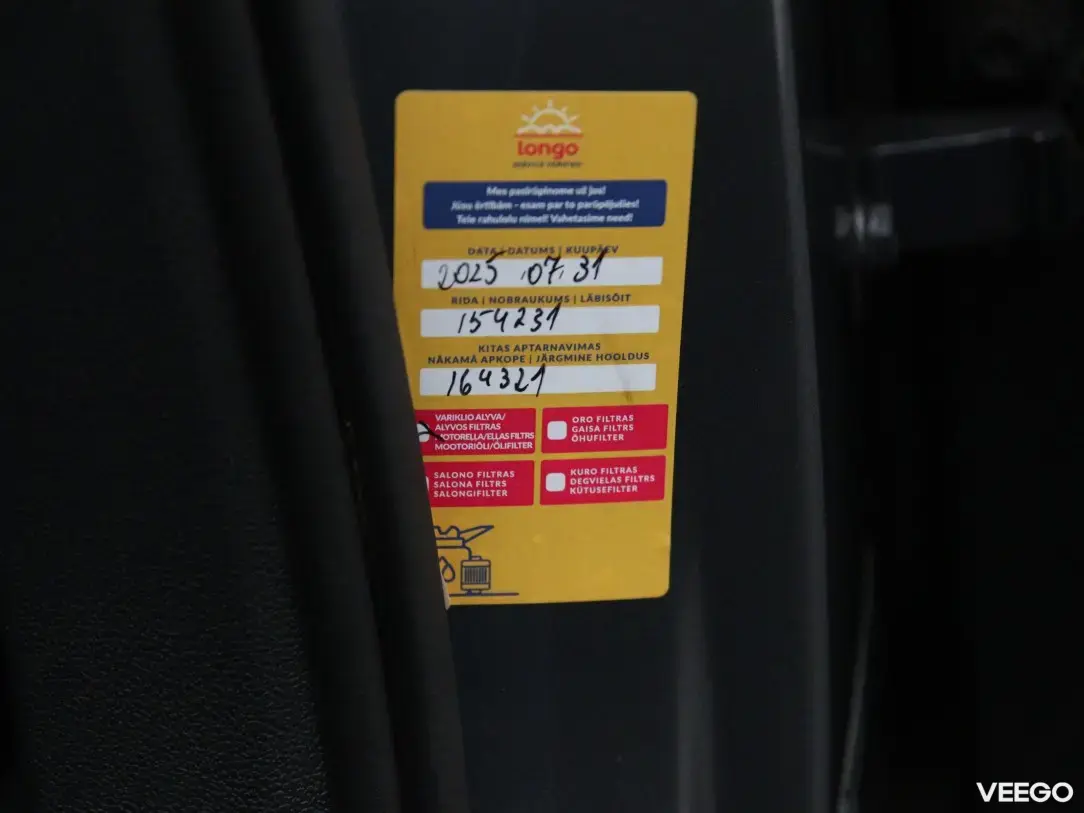 longo
Mes pasirūpinome už jus!
Jūsu ērtībām - esam par to parūpējušies!
Teie rahulolu nimel! Vahetasime need!
DATA | DATUMS | KUUPÄEV
2025.07.31
RIDA | NOBRAUKUMS | LÄBISÕIT
154231
KITAS APTARNAVIMAS
NĀKAMĀ APKOPE | JÄRGMINE HOOLDUS
164321
VARIKLIO ALYVA/
ALYVOS FILTRAS
MOTORELLA/EĻĻAS FILTRS
MOOTORIÕLI/ÕLIFILTER
ORO FILTRAS
GAISA FILTRS
ÕHUFILTER
SALONO FILTRAS
SALONA FILTRS
SALONGIFILTER
KURO FILTRAS
DEGVIELAS FILTRS
KÜTUSEFILTER
VEEGO